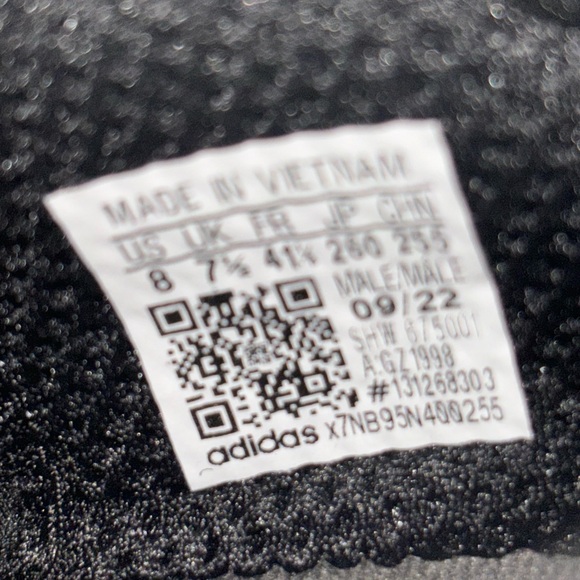 MADE IN VIETNAM
US UK FR JP CHN
8 7½ 41⅓ 260 255
MALE/MALE
09/22
SHW 675001
A:GZ1998
#131268303
adidas X7NB95N400255